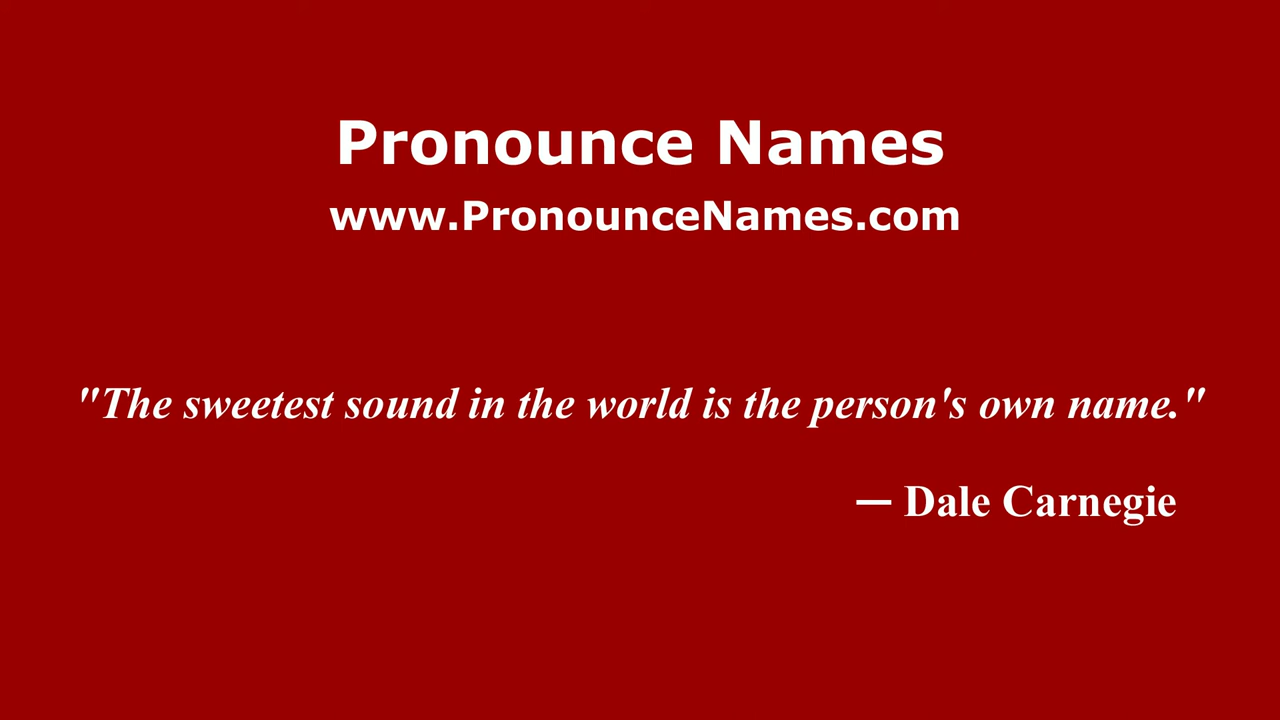 Pronounce Names
www.PronounceNames.com
"The sweetest sound in the world is the person's own name."
— Dale Carnegie